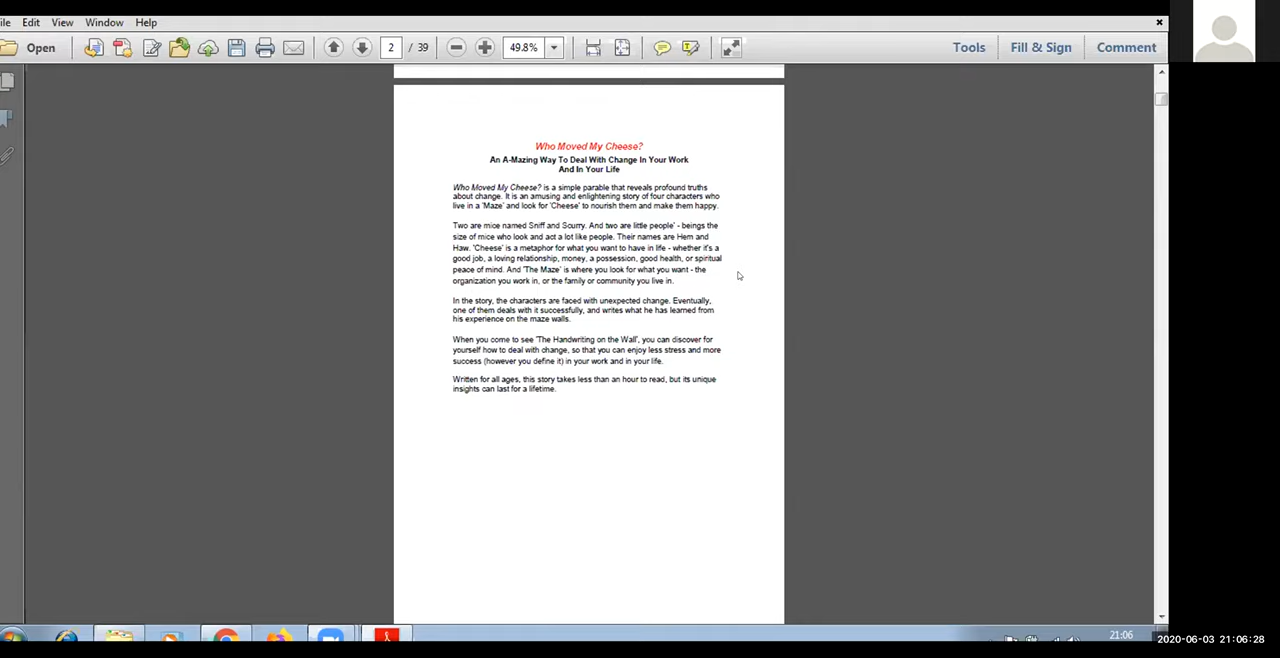 ile Edit View Window Help
Open 2 / 39 49.8% Tools Fill & Sign Comment
Who Moved My Cheese?
An A-Mazing Way To Deal With Change In Your Work
And In Your Life
Who Moved My Cheese? is a simple parable that reveals profound truths
about change. It is an amusing and enlightening story of four characters who
live in a 'Maze' and look for 'Cheese' to nourish them and make them happy.
Two are mice named Sniff and Scurry. And two are little people' - beings the
size of mice who look and act a lot like people. Their names are Hem and
Haw. 'Cheese' is a metaphor for what you want to have in life - whether it's a
good job, a loving relationship, money, a possession, good health, or spiritual
peace of mind. And 'The Maze' is where you look for what you want - the
organization you work in, or the family or community you live in.
In the story, the characters are faced with unexpected change. Eventually,
one of them deals with it successfully, and writes what he has learned from
his experience on the maze walls.
When you come to see 'The Handwriting on the Wall', you can discover for
yourself how to deal with change, so that you can enjoy less stress and more
success (however you define it) in your work and in your life.
Written for all ages, this story takes less than an hour to read, but its unique
insights can last for a lifetime.
21:06
2020-06-03 21:06:28